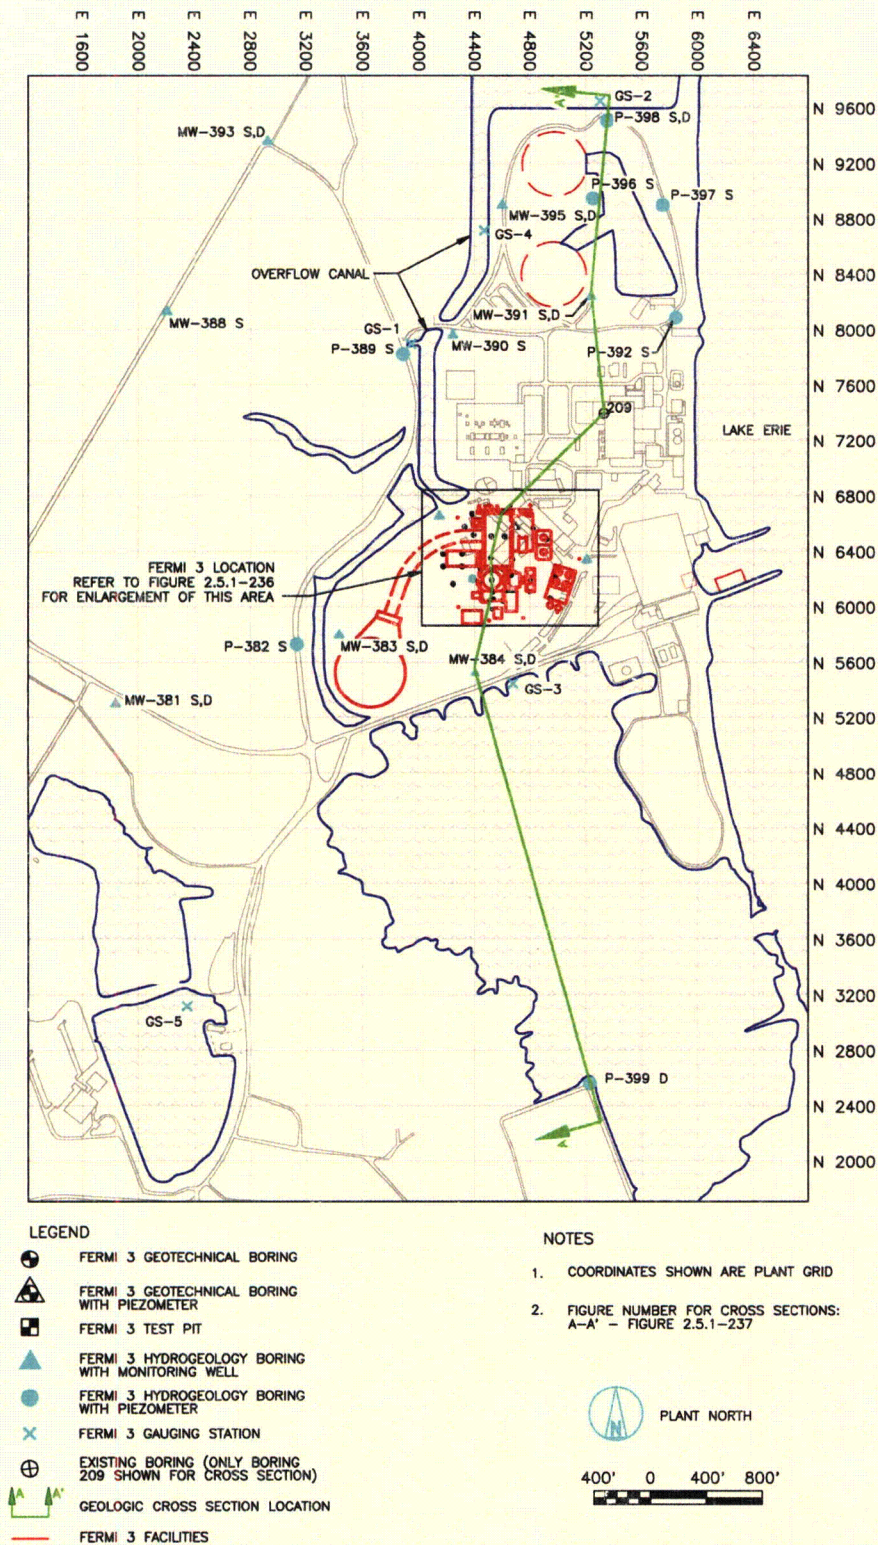 E 1600
E 2000
E 2400
E 2800
E 3200
E 3600
E 4000
E 4400
E 4800
E 5200
E 5600
E 6000
E 6400
N 9600
N 9200
N 8800
N 8400
N 8000
N 7600
N 7200
N 6800
N 6400
N 6000
N 5600
N 5200
N 4800
N 4400
N 4000
N 3600
N 3200
N 2800
N 2400
N 2000
A'
GS-2
P-398 S,D
MW-393 S,D
P-396 S
P-397 S
MW-395 S,D
GS-4
OVERFLOW CANAL
MW-391 S,D
MW-388 S
GS-1
P-389 S
MW-390 S
P-392 S
209
LAKE ERIE
FERMI 3 LOCATION
REFER TO FIGURE 2.5.1-236
FOR ENLARGEMENT OF THIS AREA
P-382 S
MW-383 S,D
MW-384 S,D
GS-3
MW-381 S,D
GS-5
P-399 D
A
LEGEND
FERMI 3 GEOTECHNICAL BORING
FERMI 3 GEOTECHNICAL BORING
WITH PIEZOMETER
FERMI 3 TEST PIT
FERMI 3 HYDROGEOLOGY BORING
WITH MONITORING WELL
FERMI 3 HYDROGEOLOGY BORING
WITH PIEZOMETER
FERMI 3 GAUGING STATION
EXISTING BORING (ONLY BORING
209 SHOWN FOR CROSS SECTION)
A A'
GEOLOGIC CROSS SECTION LOCATION
FERMI 3 FACILITIES
NOTES
1. COORDINATES SHOWN ARE PLANT GRID
2. FIGURE NUMBER FOR CROSS SECTIONS:
A-A' - FIGURE 2.5.1-237
N
PLANT NORTH
400' 0 400' 800'